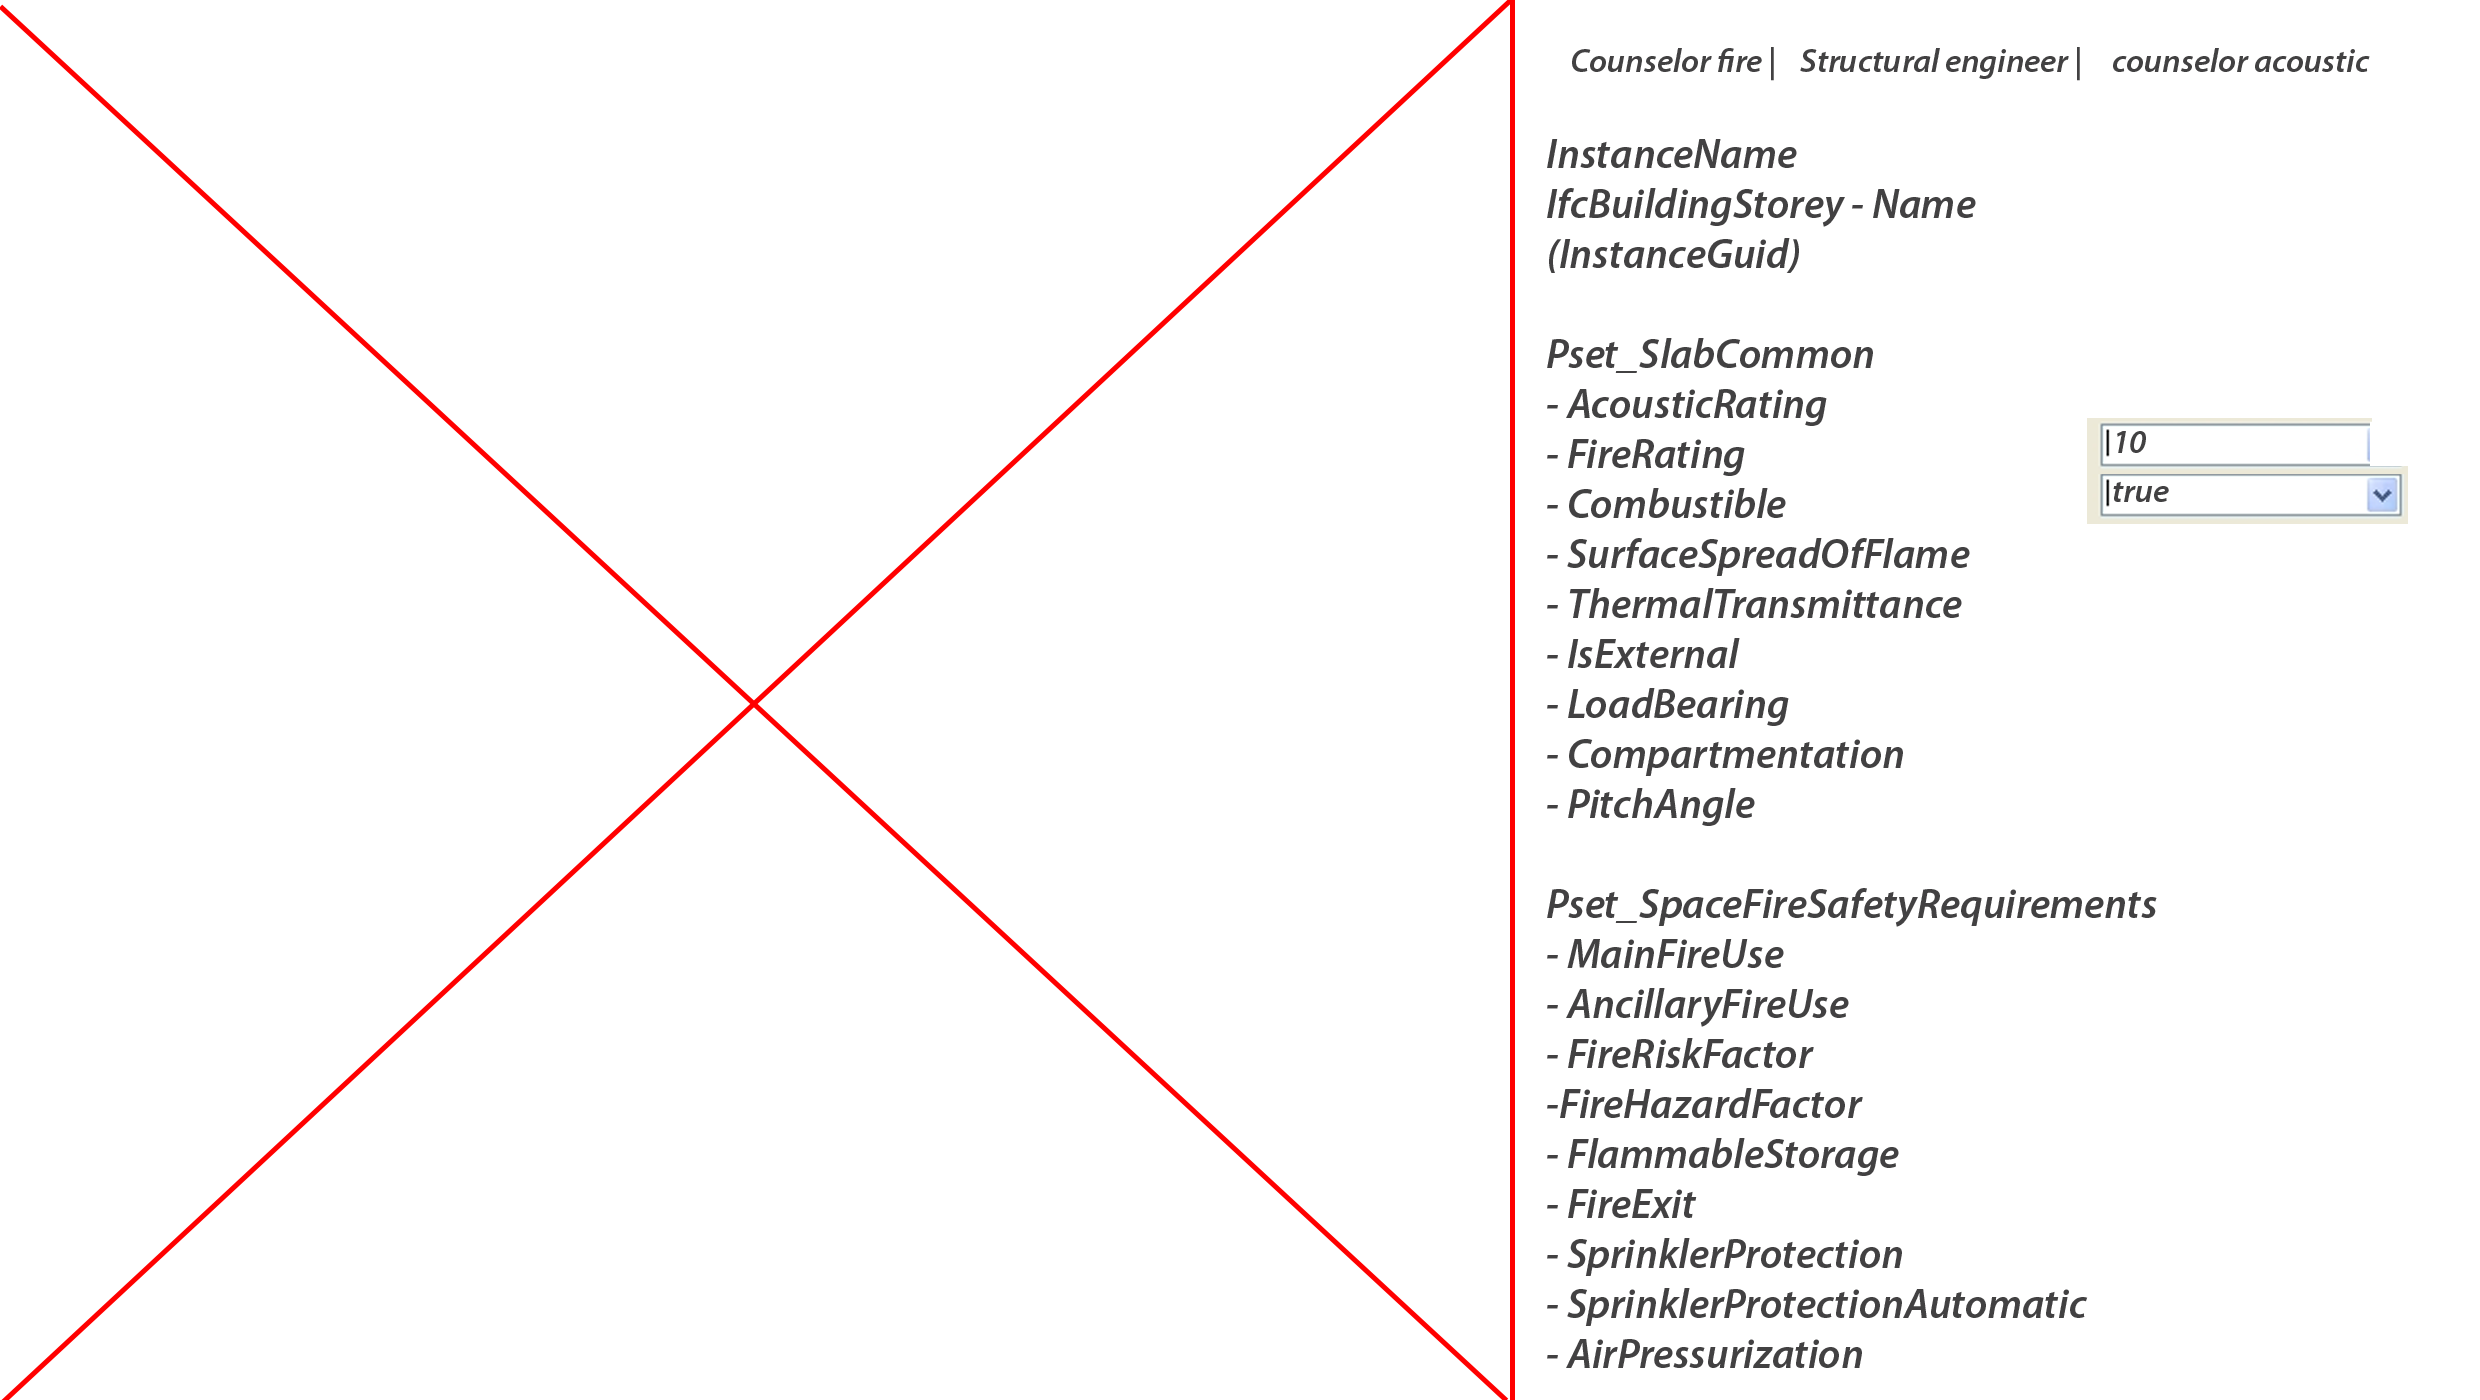 Counselor fire | Structural engineer | counselor acoustic
InstanceName
IfcBuildingStorey - Name
(InstanceGuid)
Pset_SlabCommon
- AcousticRating
10
- FireRating
true
- Combustible
- SurfaceSpreadOfFlame
- ThermalTransmittance
- IsExternal
- LoadBearing
- Compartmentation
- PitchAngle
Pset_SpaceFireSafetyRequirements
- MainFireUse
- AncillaryFireUse
- FireRiskFactor
-FireHazardFactor
- FlammableStorage
- FireExit
- SprinklerProtection
- SprinklerProtectionAutomatic
- AirPressurization